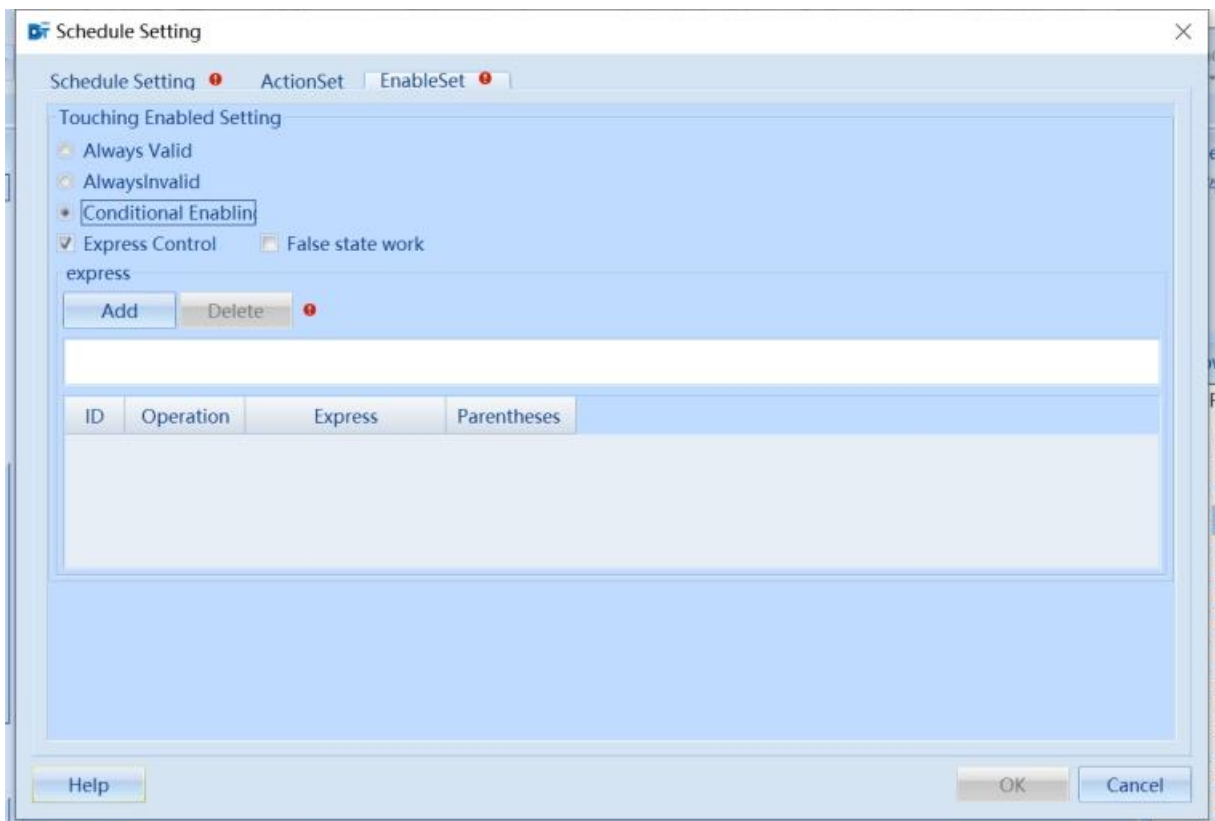 DT Schedule Setting
Schedule Setting ActionSet EnableSet
Touching Enabled Setting
Always Valid
AlwaysInvalid
Conditional Enablin
Express Control False state work
express
Add Delete
ID Operation Express Parentheses
Help OK Cancel